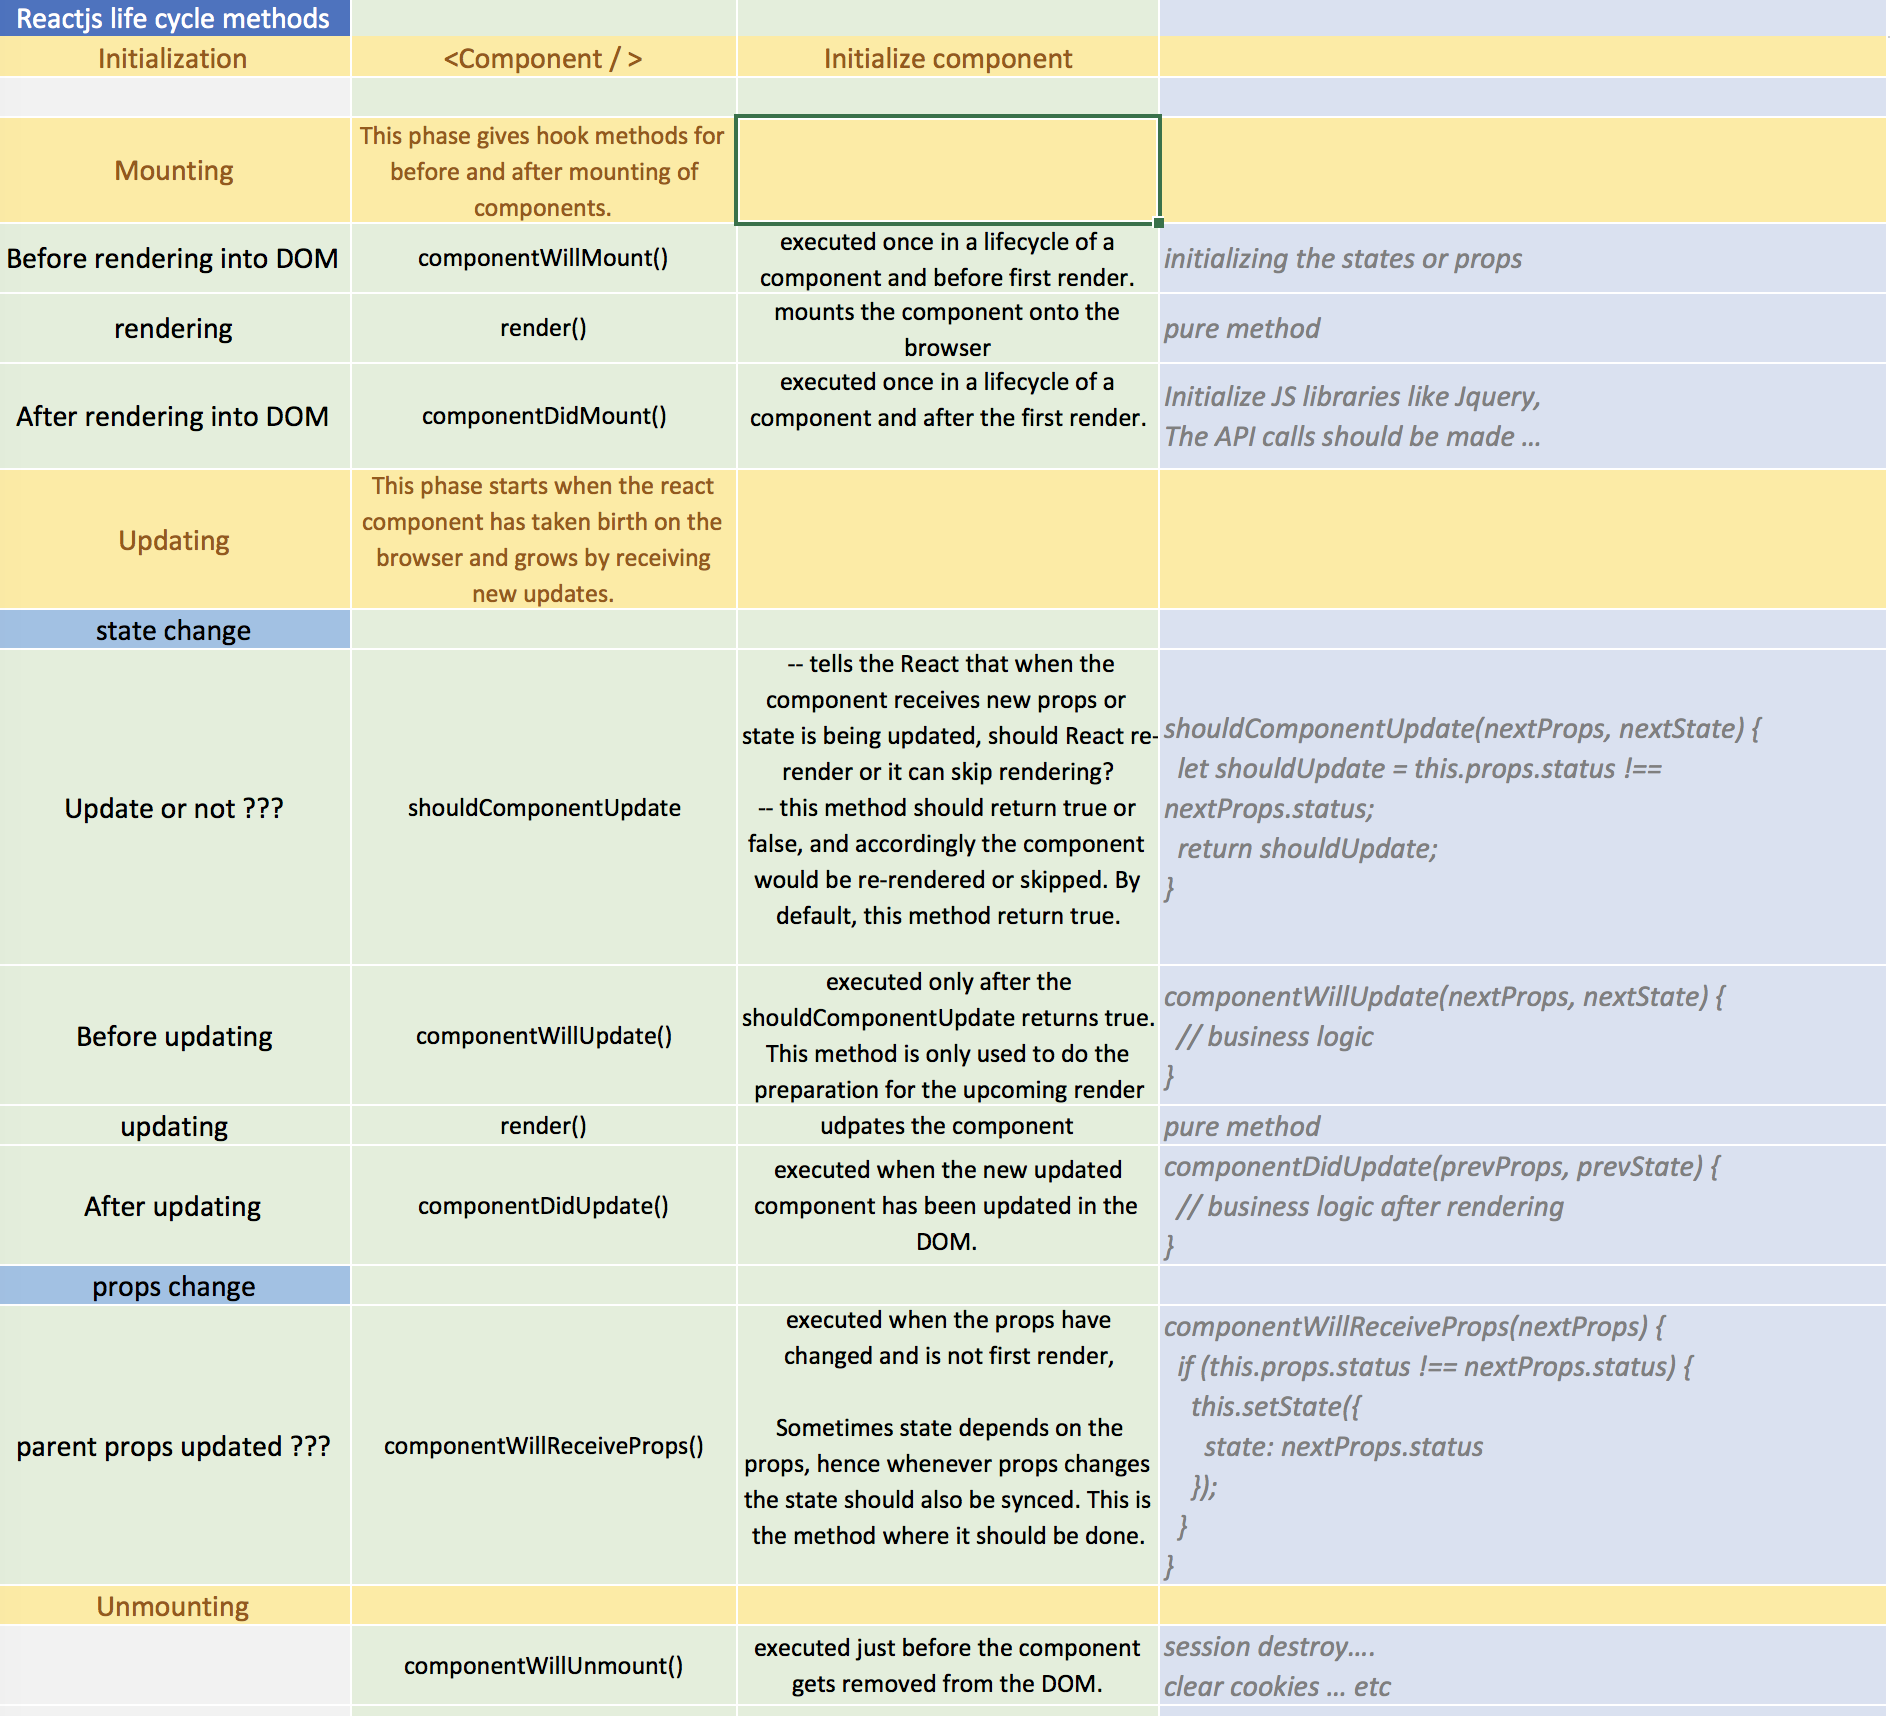 Reactjs life cycle methods
Initialization
<Component / >
Initialize component
Mounting
This phase gives hook methods for
before and after mounting of
components.
Before rendering into DOM
componentWillMount()
executed once in a lifecycle of a
component and before first render.
initializing the states or props
rendering
render()
mounts the component onto the
browser
pure method
After rendering into DOM
componentDidMount()
executed once in a lifecycle of a
component and after the first render.
Initialize JS libraries like Jquery,
The API calls should be made ...
Updating
This phase starts when the react
component has taken birth on the
browser and grows by receiving
new updates.
state change
Update or not ???
shouldComponentUpdate
-- tells the React that when the
component receives new props or
state is being updated, should React re-
render or it can skip rendering?
-- this method should return true or
false, and accordingly the component
would be re-rendered or skipped. By
default, this method return true.
shouldComponentUpdate(nextProps, nextState) {
let shouldUpdate = this.props.status !==
nextProps.status;
return shouldUpdate;
}
Before updating
componentWillUpdate()
executed only after the
shouldComponentUpdate returns true.
This method is only used to do the
preparation for the upcoming render
componentWillUpdate(nextProps, nextState) {
// business logic
}
updating
render()
udpates the component
pure method
After updating
componentDidUpdate()
executed when the new updated
component has been updated in the
DOM.
componentDidUpdate(prevProps, prevState) {
// business logic after rendering
}
props change
parent props updated ???
componentWillReceiveProps()
executed when the props have
changed and is not first render,
Sometimes state depends on the
props, hence whenever props changes
the state should also be synced. This is
the method where it should be done.
componentWillReceiveProps(nextProps) {
if (this.props.status !== nextProps.status) {
this.setState({
state: nextProps.status
});
}
}
Unmounting
componentWillUnmount()
executed just before the component
gets removed from the DOM.
session destroy....
clear cookies ... etc